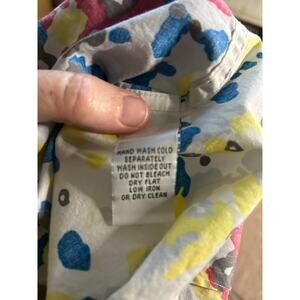 HAND WASH COLD
SEPARATELY
WASH INSIDE OUT
DO NOT BLEACH
DRY FLAT
LOW IRON
OR DRY CLEAN